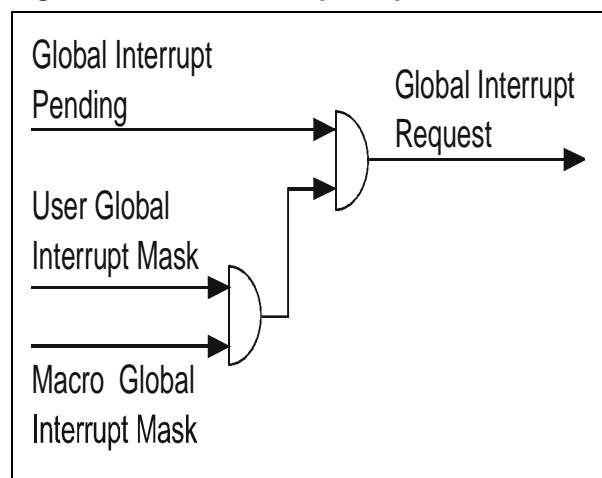 Global Interrupt
Pending
Global Interrupt
Request
User Global
Interrupt Mask
Macro Global
Interrupt Mask